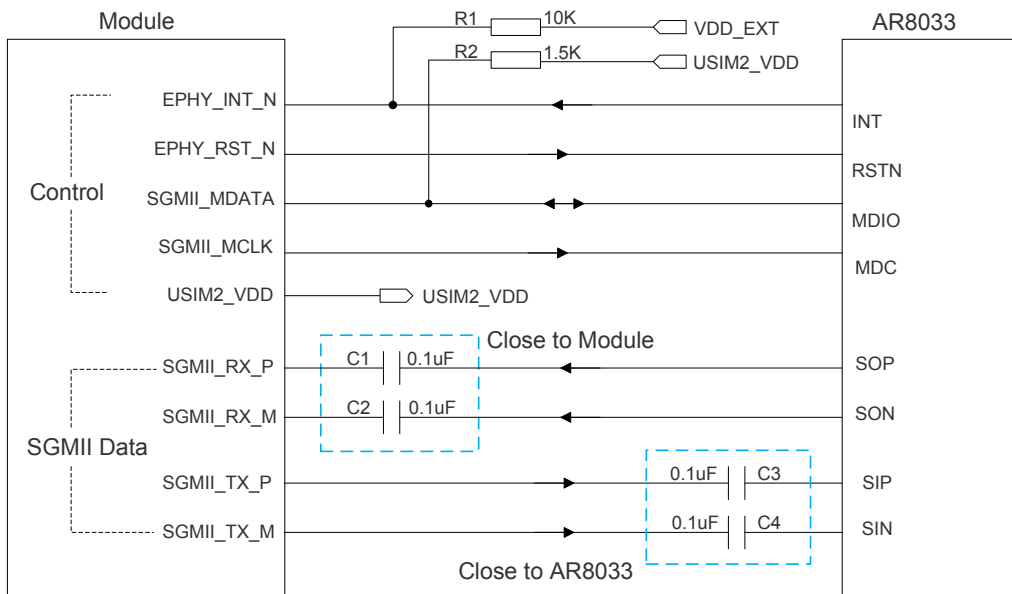 Module
R1 10K VDD_EXT
AR8033
R2 1.5K USIM2_VDD
EPHY_INT_N
INT
EPHY_RST_N
RSTN
Control
SGMII_MDATA
MDIO
SGMII_MCLK
MDC
USIM2_VDD USIM2_VDD
Close to Module
SGMII_RX_P C1 0.1uF SOP
SGMII_RX_M C2 0.1uF SON
SGMII Data
SGMII_TX_P 0.1uF C3 SIP
SGMII_TX_M 0.1uF C4 SIN
Close to AR8033